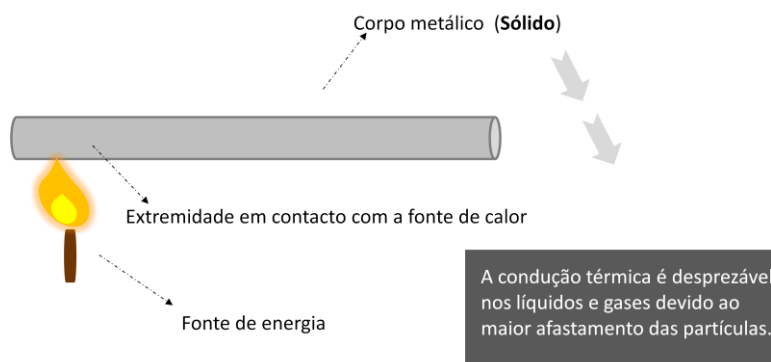 Corpo metálico (Sólido)
Extremidade em contacto com a fonte de calor
Fonte de energia
A condução térmica é desprezável
nos líquidos e gases devido ao
maior afastamento das partículas.